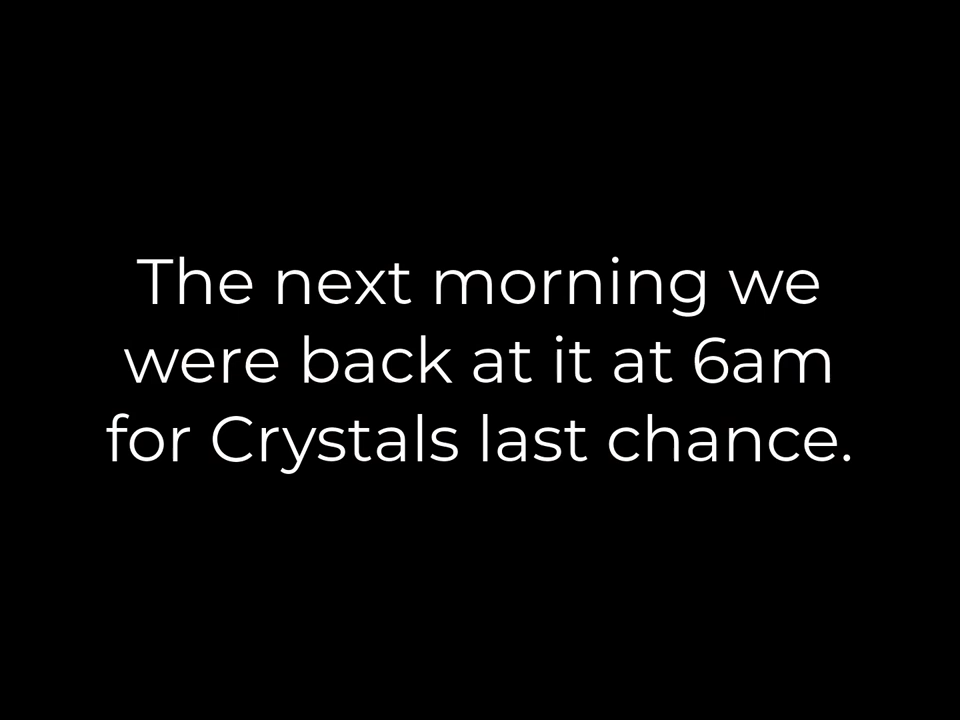 The next morning we
were back at it at 6am
for Crystals last chance.